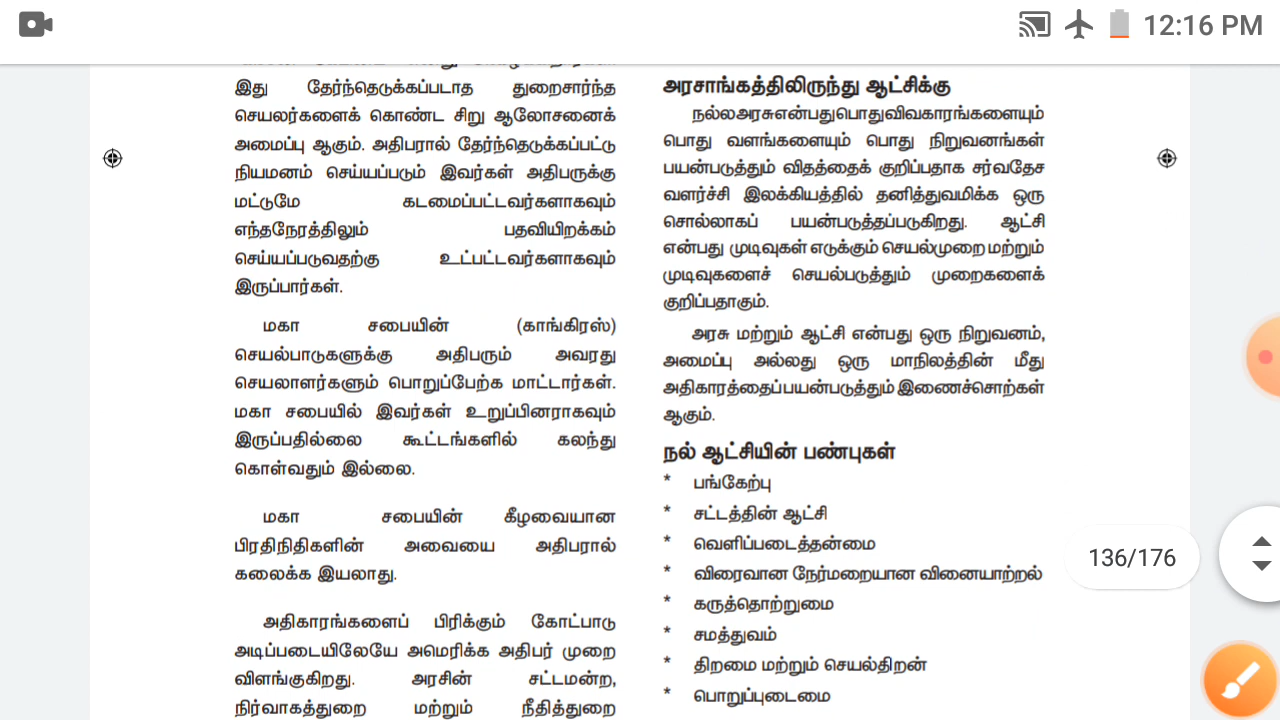 12:16 PM
இது தேர்ந்தெடுக்கப்படாத துறைசார்ந்த
செயலர்களைக் கொண்ட சிறு ஆலோசனைக்
அமைப்பு ஆகும். அதிபரால் தேர்ந்தெடுக்கப்பட்டு
நியமனம் செய்யப்படும் இவர்கள் அதிபருக்கு
மட்டுமே கடமைப்பட்டவர்களாகவும்
எந்தநேரத்திலும் பதவியிறக்கம்
செய்யப்படுவதற்கு உட்பட்டவர்களாகவும்
இருப்பார்கள்.
மகா சபையின் (காங்கிரஸ்)
செயல்பாடுகளுக்கு அதிபரும் அவரது
செயலாளர்களும் பொறுப்பேற்க மாட்டார்கள்.
மகா சபையில் இவர்கள் உறுப்பினராகவும்
இருப்பதில்லை கூட்டங்களில் கலந்து
கொள்வதும் இல்லை.
மகா சபையின் கீழவையான
பிரதிநிதிகளின் அவையை அதிபரால்
கலைக்க இயலாது.
அதிகாரங்களைப் பிரிக்கும் கோட்பாடு
அடிப்படையிலேயே அமெரிக்க அதிபர் முறை
விளங்குகிறது. அரசின் சட்டமன்ற,
நிர்வாகத்துறை மற்றும் நீதித்துறை
அரசாங்கத்திலிருந்து ஆட்சிக்கு
நல்லஅரசுஎன்பதுபொதுவிவகாரங்களையும்
பொது வளங்களையும் பொது நிறுவனங்கள்
பயன்படுத்தும் விதத்தைக் குறிப்பதாக சர்வதேச
வளர்ச்சி இலக்கியத்தில் தனித்துவமிக்க ஒரு
சொல்லாகப் பயன்படுத்தப்படுகிறது. ஆட்சி
என்பது முடிவுகள் எடுக்கும் செயல்முறை மற்றும்
முடிவுகளைச் செயல்படுத்தும் முறைகளைக்
குறிப்பதாகும்.
அரசு மற்றும் ஆட்சி என்பது ஒரு நிறுவனம்,
அமைப்பு அல்லது ஒரு மாநிலத்தின் மீது
அதிகாரத்தைப்பயன்படுத்தும் இணைச்சொற்கள்
ஆகும்.
நல் ஆட்சியின் பண்புகள்
* பங்கேற்பு
* சட்டத்தின் ஆட்சி
* வெளிப்படைத்தன்மை
* விரைவான நேர்மறையான வினையாற்றல்
* கருத்தொற்றுமை
* சமத்துவம்
* திறமை மற்றும் செயல்திறன்
* பொறுப்புடைமை
136/176